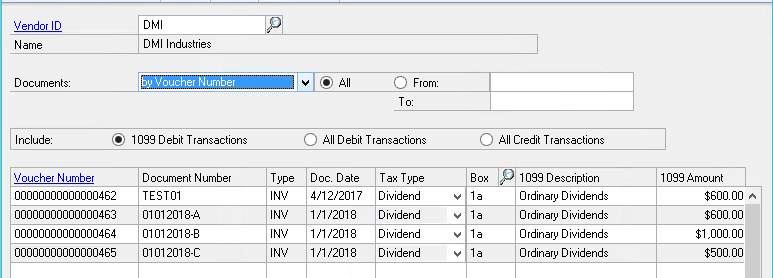 Vendor ID DMI
Name DMI Industries
Documents: by Voucher Number All From:
To:
Include: 1099 Debit Transactions All Debit Transactions All Credit Transactions
Voucher Number Document Number Type Doc. Date Tax Type Box 1099 Description 1099 Amount
00000000000000462 TEST01 INV 4/12/2017 Dividend 1a Ordinary Dividends $600.00
00000000000000463 01012018-A INV 1/1/2018 Dividend 1a Ordinary Dividends $600.00
00000000000000464 01012018-B INV 1/1/2018 Dividend 1a Ordinary Dividends $1,000.00
00000000000000465 01012018-C INV 1/1/2018 Dividend 1a Ordinary Dividends $500.00